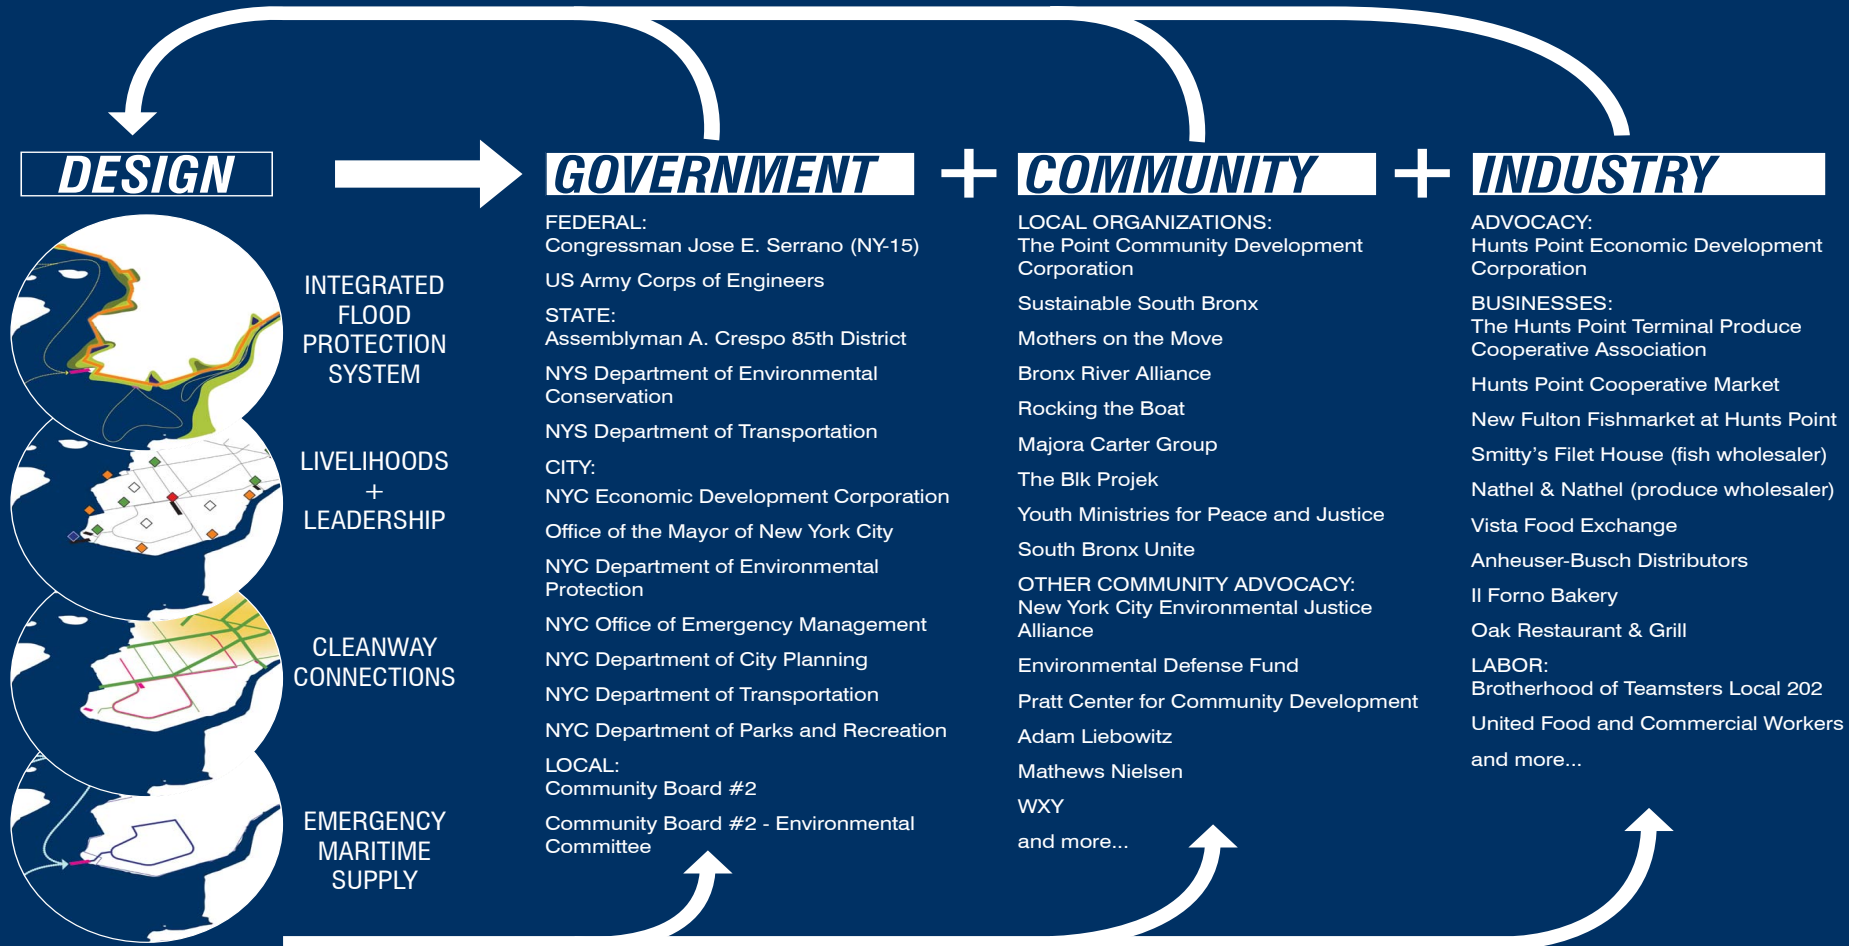 DESIGN
INTEGRATED
FLOOD
PROTECTION
SYSTEM
LIVELIHOODS
+
LEADERSHIP
CLEANWAY
CONNECTIONS
EMERGENCY
MARITIME
SUPPLY
GOVERNMENT
FEDERAL:
Congressman Jose E. Serrano (NY-15)
US Army Corps of Engineers
STATE:
Assemblyman A. Crespo 85th District
NYS Department of Environmental
Conservation
NYS Department of Transportation
CITY:
NYC Economic Development Corporation
Office of the Mayor of New York City
NYC Department of Environmental
Protection
NYC Office of Emergency Management
NYC Department of City Planning
NYC Department of Transportation
NYC Department of Parks and Recreation
LOCAL:
Community Board #2
Community Board #2 - Environmental
Committee
+
COMMUNITY
LOCAL ORGANIZATIONS:
The Point Community Development
Corporation
Sustainable South Bronx
Mothers on the Move
Bronx River Alliance
Rocking the Boat
Majora Carter Group
The Blk Projek
Youth Ministries for Peace and Justice
South Bronx Unite
OTHER COMMUNITY ADVOCACY:
New York City Environmental Justice
Alliance
Environmental Defense Fund
Pratt Center for Community Development
Adam Liebowitz
Mathews Nielsen
WXY
and more...
+
INDUSTRY
ADVOCACY:
Hunts Point Economic Development
Corporation
BUSINESSES:
The Hunts Point Terminal Produce
Cooperative Association
Hunts Point Cooperative Market
New Fulton Fishmarket at Hunts Point
Smitty's Filet House (fish wholesaler)
Nathel & Nathel (produce wholesaler)
Vista Food Exchange
Anheuser-Busch Distributors
Il Forno Bakery
Oak Restaurant & Grill
LABOR:
Brotherhood of Teamsters Local 202
United Food and Commercial Workers
and more...